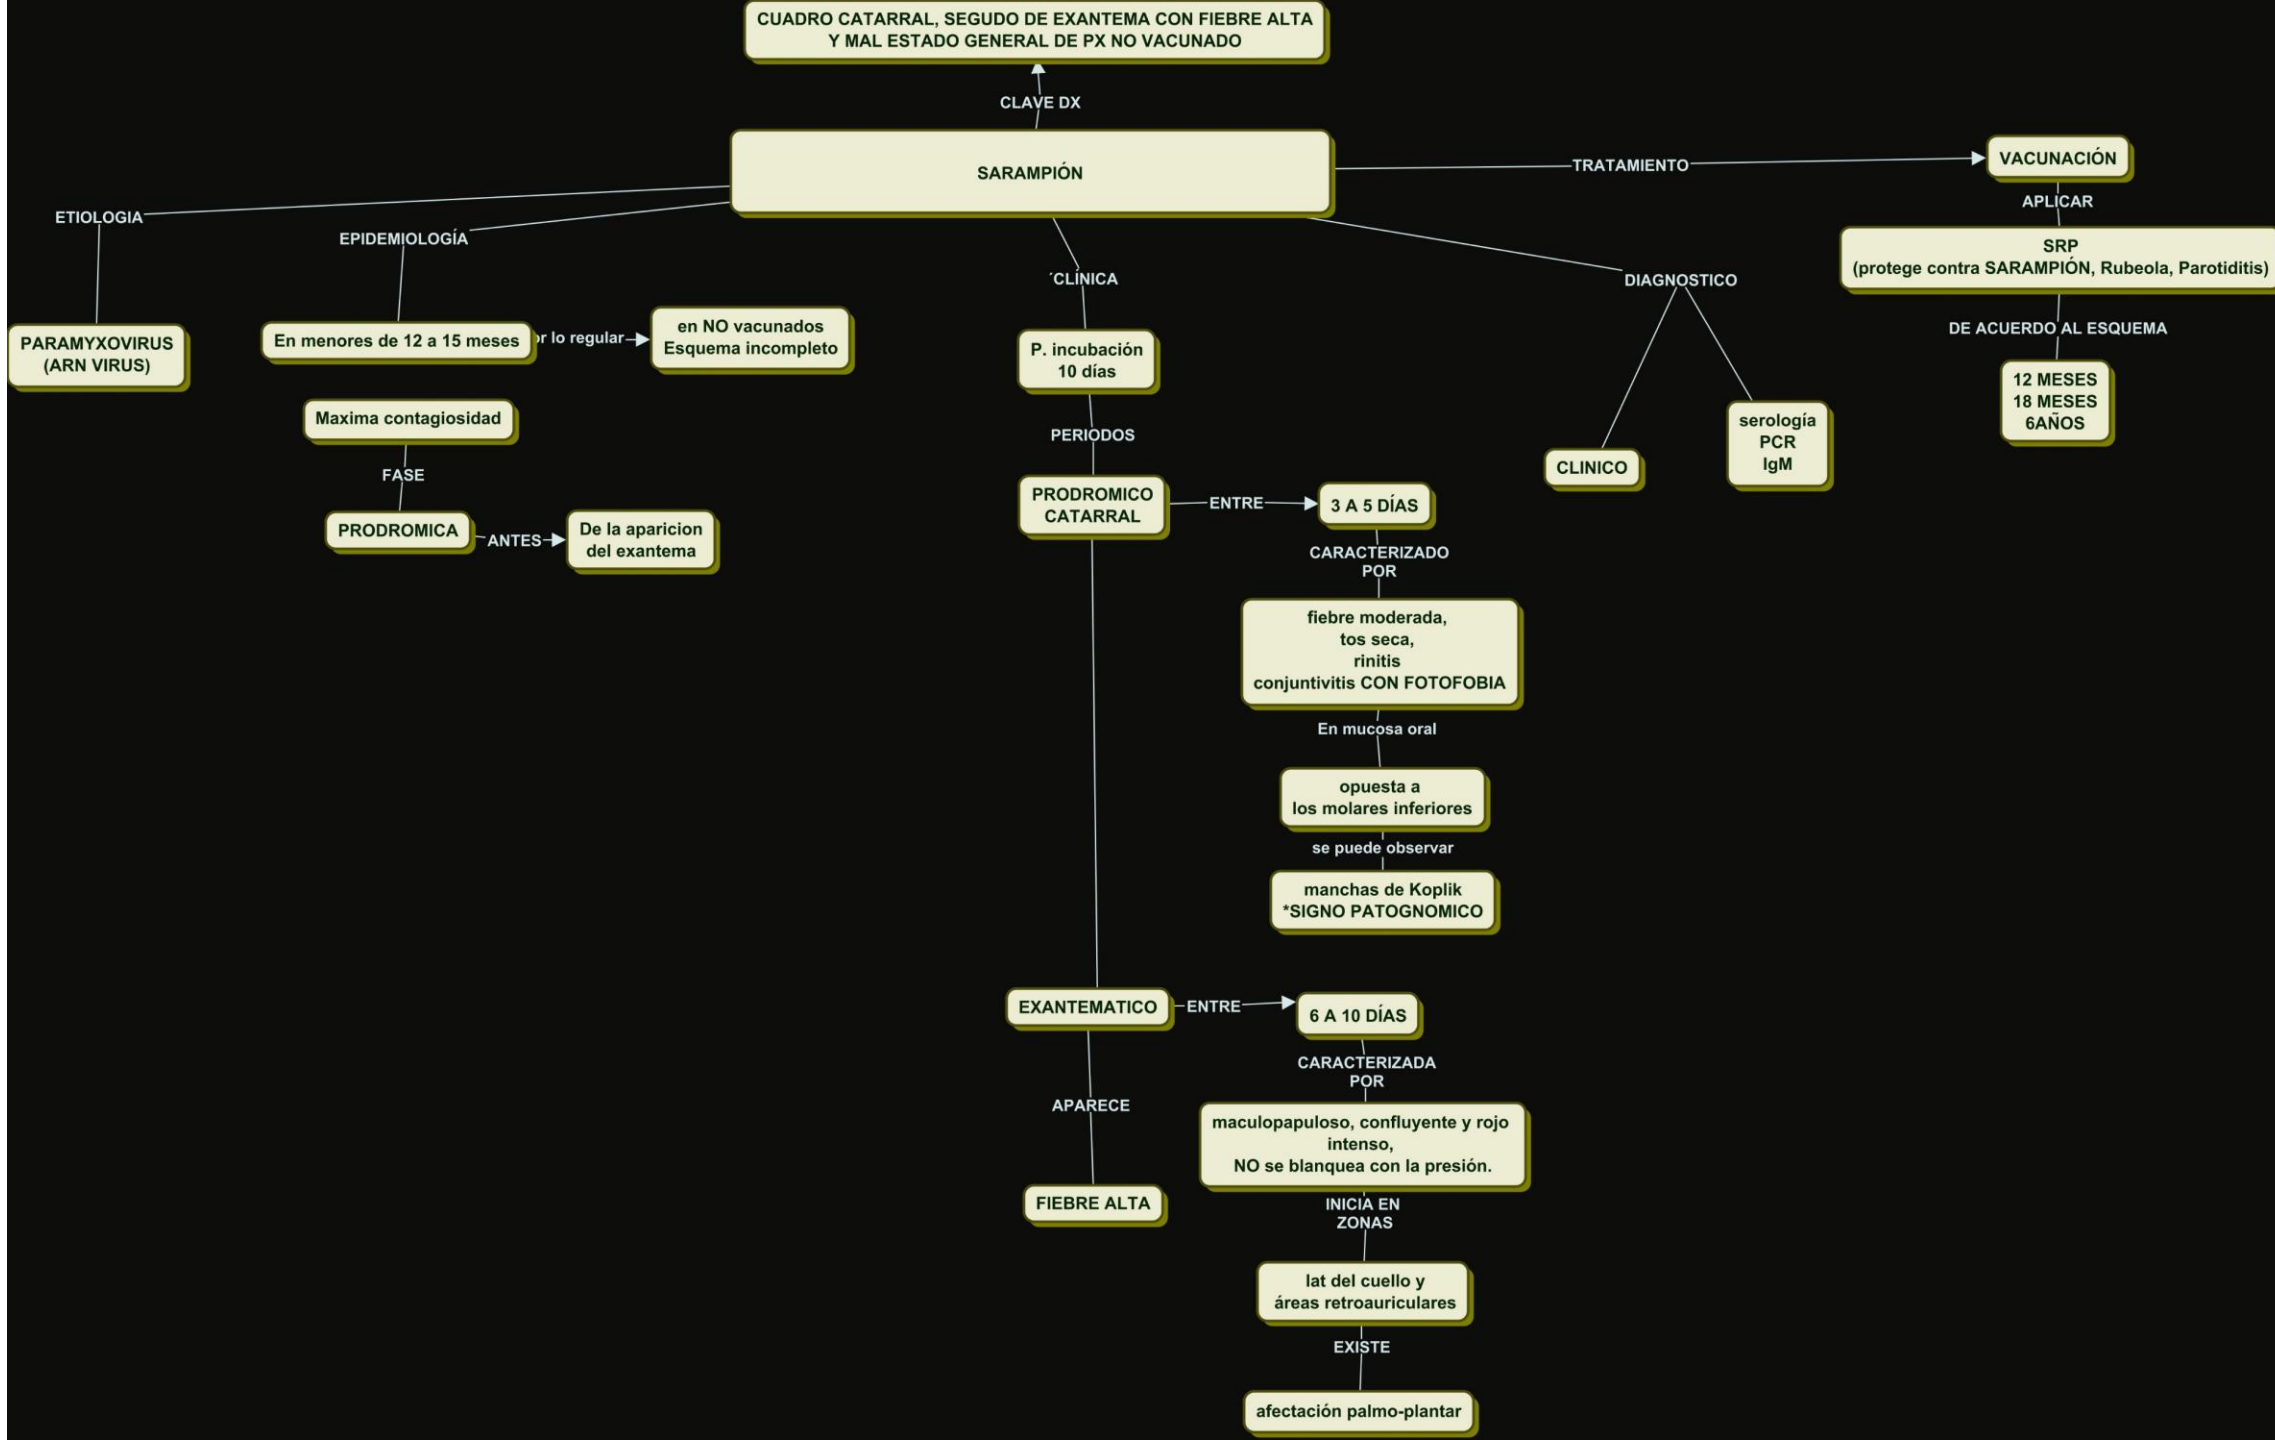 CUADRO CATARRAL, SEGUDO DE EXANTEMA CON FIEBRE ALTA
Y MAL ESTADO GENERAL DE PX NO VACUNADO
CLAVE DX
SARAMPIÓN
ETIOLOGIA
PARAMYXOVIRUS
(ARN VIRUS)
EPIDEMIOLOGÍA
En menores de 12 a 15 meses
or lo regular
en NO vacunados
Esquema incompleto
Maxima contagiosidad
FASE
PRODROMICA
ANTES
De la aparicion
del exantema
´CLÍNICA
P. incubación
10 días
PERIODOS
PRODROMICO
CATARRAL
ENTRE
3 A 5 DÍAS
CARACTERIZADO
POR
fiebre moderada,
tos seca,
rinitis
conjuntivitis CON FOTOFOBIA
En mucosa oral
opuesta a
los molares inferiores
se puede observar
manchas de Koplik
*SIGNO PATOGNOMICO
EXANTEMATICO
ENTRE
6 A 10 DÍAS
CARACTERIZADA
POR
maculopapuloso, confluyente y rojo
intenso,
NO se blanquea con la presión.
INICIA EN
ZONAS
lat del cuello y
áreas retroauriculares
EXISTE
afectación palmo-plantar
APARECE
FIEBRE ALTA
DIAGNOSTICO
CLINICO
serología
PCR
IgM
TRATAMIENTO
VACUNACIÓN
APLICAR
SRP
(protege contra SARAMPIÓN, Rubeola, Parotiditis)
DE ACUERDO AL ESQUEMA
12 MESES
18 MESES
6AÑOS